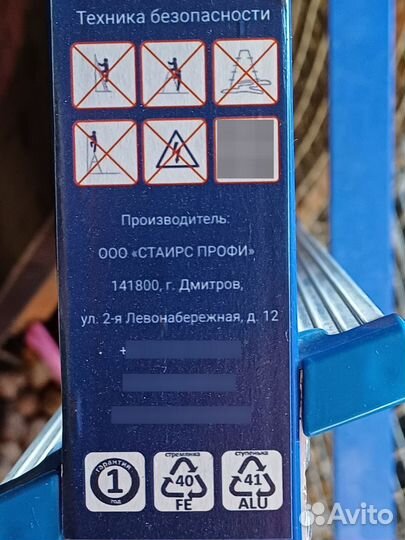 Техника безопасности
Производитель:
ООО «СТАИРС ПРОФИ»
141800, г. Дмитров,
ул. 2-я Левонабережная, д. 12
+
гарантия
1
год
стремянка
40
FE
ступенька
41
ALU
Avito